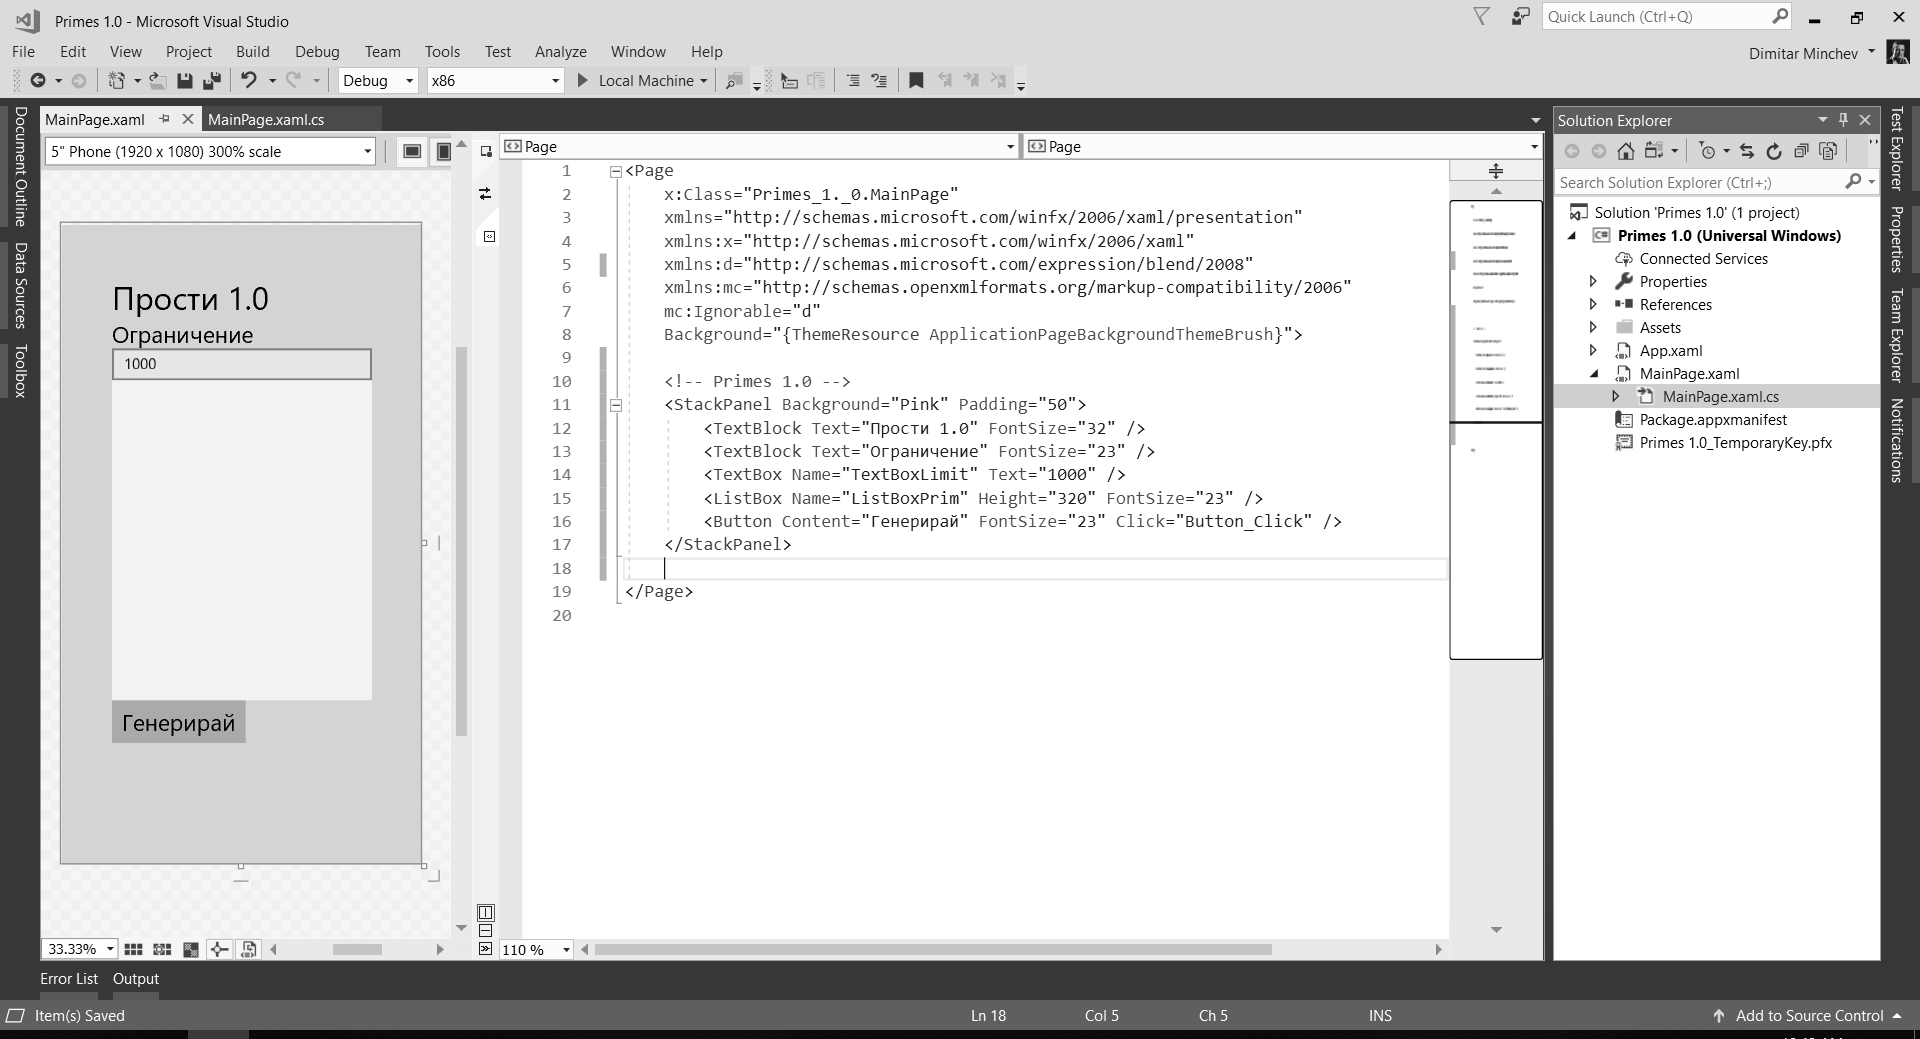 Primes 1.0 - Microsoft Visual Studio
Quick Launch (Ctrl+Q)
File Edit View Project Build Debug Team Tools Test Analyze Window Help
Dimitar Minchev
Debug x86 Local Machine
Document Outline
Data Sources
Toolbox
MainPage.xaml MainPage.xaml.cs
5" Phone (1920 x 1080) 300% scale
Прости 1.0
Ограничение
1000
Генерирай
33.33%
Page Page
1 <Page
2 x:Class="Primes_1._0.MainPage"
3 xmlns="http://schemas.microsoft.com/winfx/2006/xaml/presentation"
4 xmlns:x="http://schemas.microsoft.com/winfx/2006/xaml"
5 xmlns:d="http://schemas.microsoft.com/expression/blend/2008"
6 xmlns:mc="http://schemas.openxmlformats.org/markup-compatibility/2006"
7 mc:Ignorable="d"
8 Background="{ThemeResource ApplicationPageBackgroundThemeBrush}">
9
10 <!-- Primes 1.0 -->
11 <StackPanel Background="Pink" Padding="50">
12 <TextBlock Text="Прости 1.0" FontSize="32" />
13 <TextBlock Text="Ограничение" FontSize="23" />
14 <TextBox Name="TextBoxLimit" Text="1000" />
15 <ListBox Name="ListBoxPrim" Height="320" FontSize="23" />
16 <Button Content="Генерирай" FontSize="23" Click="Button_Click" />
17 </StackPanel>
18
19 </Page>
20
110 %
Solution Explorer
Search Solution Explorer (Ctrl+;)
Solution 'Primes 1.0' (1 project)
C# Primes 1.0 (Universal Windows)
Connected Services
Properties
References
Assets
App.xaml
MainPage.xaml
MainPage.xaml.cs
Package.appxmanifest
Primes 1.0_TemporaryKey.pfx
Test Explorer
Properties
Team Explorer
Notifications
Error List Output
Item(s) Saved Ln 18 Col 5 Ch 5 INS Add to Source Control